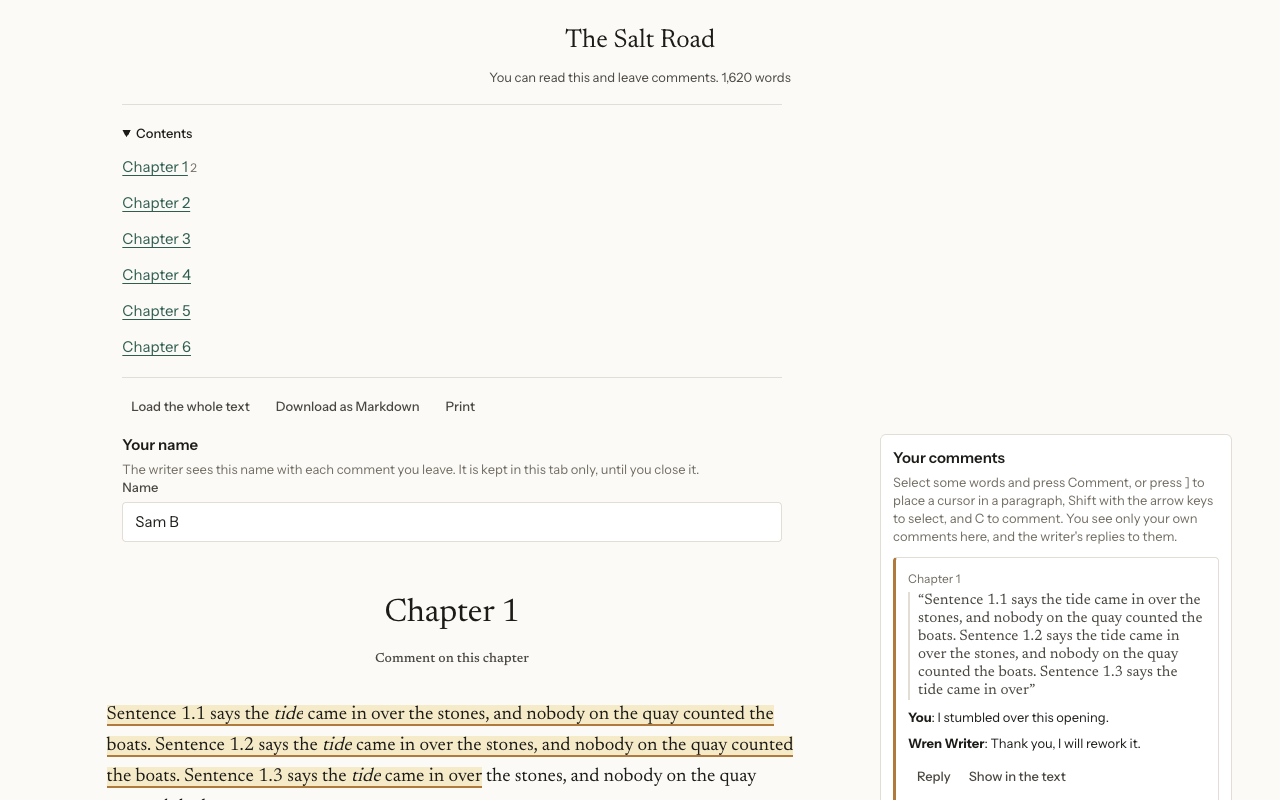 The Salt Road
You can read this and leave comments. 1,620 words
▼ Contents
Chapter 1 2
Chapter 2
Chapter 3
Chapter 4
Chapter 5
Chapter 6
Load the whole text Download as Markdown Print
Your name
The writer sees this name with each comment you leave. It is kept in this tab only, until you close it.
Name
Sam B
Chapter 1
Comment on this chapter
Sentence 1.1 says the tide came in over the stones, and nobody on the quay counted the
boats. Sentence 1.2 says the tide came in over the stones, and nobody on the quay counted
the boats. Sentence 1.3 says the tide came in over the stones, and nobody on the quay
Your comments
Select some words and press Comment, or press ] to
place a cursor in a paragraph, Shift with the arrow keys
to select, and C to comment. You see only your own
comments here, and the writer's replies to them.
Chapter 1
“Sentence 1.1 says the tide came in over the
stones, and nobody on the quay counted the
boats. Sentence 1.2 says the tide came in
over the stones, and nobody on the quay
counted the boats. Sentence 1.3 says the
tide came in over”
You: I stumbled over this opening.
Wren Writer: Thank you, I will rework it.
Reply Show in the text